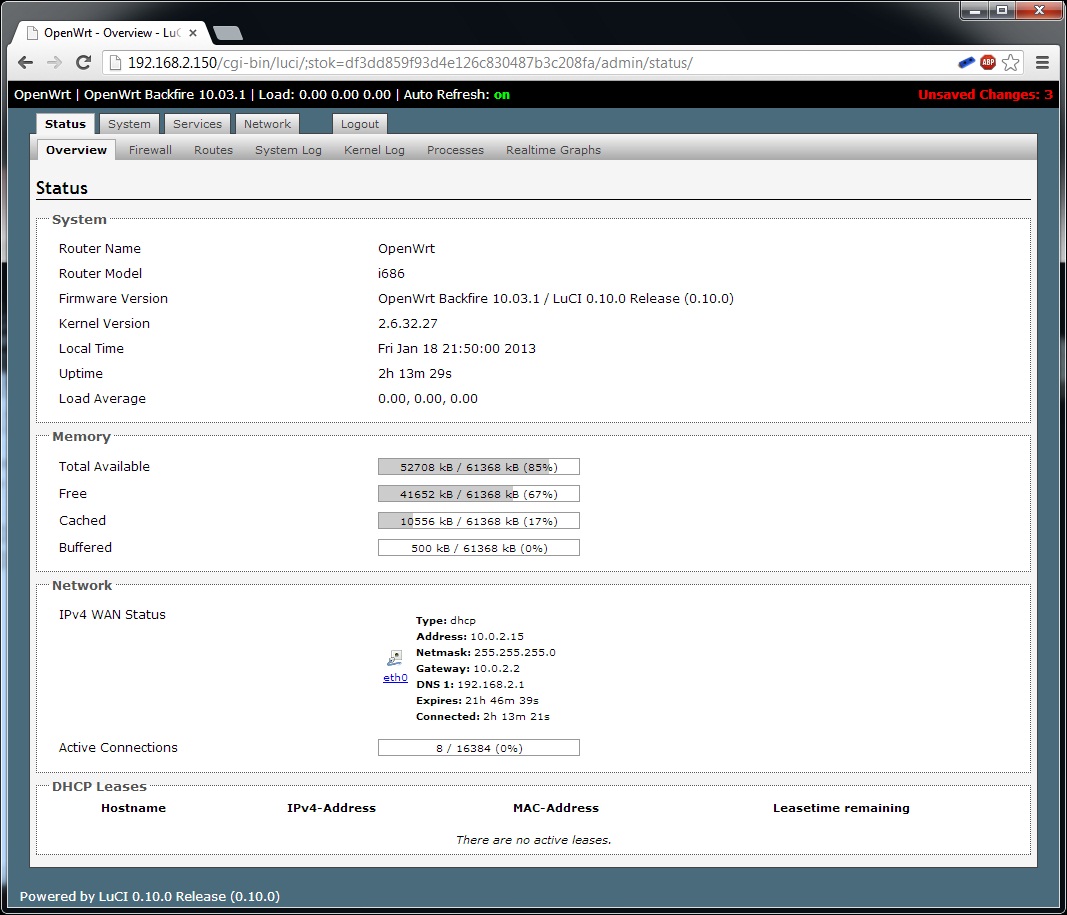 OpenWrt - Overview - LuC
192.168.2.150/cgi-bin/luci/;stok=df3dd859f93d4e126c830487b3c208fa/admin/status/
ABP
OpenWrt | OpenWrt Backfire 10.03.1 | Load: 0.00 0.00 0.00 | Auto Refresh: on Unsaved Changes: 3
Status System Services Network Logout
Overview Firewall Routes System Log Kernel Log Processes Realtime Graphs
Status
System
Router Name OpenWrt
Router Model i686
Firmware Version OpenWrt Backfire 10.03.1 / LuCI 0.10.0 Release (0.10.0)
Kernel Version 2.6.32.27
Local Time Fri Jan 18 21:50:00 2013
Uptime 2h 13m 29s
Load Average 0.00, 0.00, 0.00
Memory
Total Available 52708 kB / 61368 kB (85%)
Free 41652 kB / 61368 kB (67%)
Cached 10556 kB / 61368 kB (17%)
Buffered 500 kB / 61368 kB (0%)
Network
IPv4 WAN Status
Type: dhcp
Address: 10.0.2.15
Netmask: 255.255.255.0
Gateway: 10.0.2.2
eth0
DNS 1: 192.168.2.1
Expires: 21h 46m 39s
Connected: 2h 13m 21s
Active Connections 8 / 16384 (0%)
DHCP Leases
Hostname IPv4-Address MAC-Address Leasetime remaining
There are no active leases.
Powered by LuCI 0.10.0 Release (0.10.0)